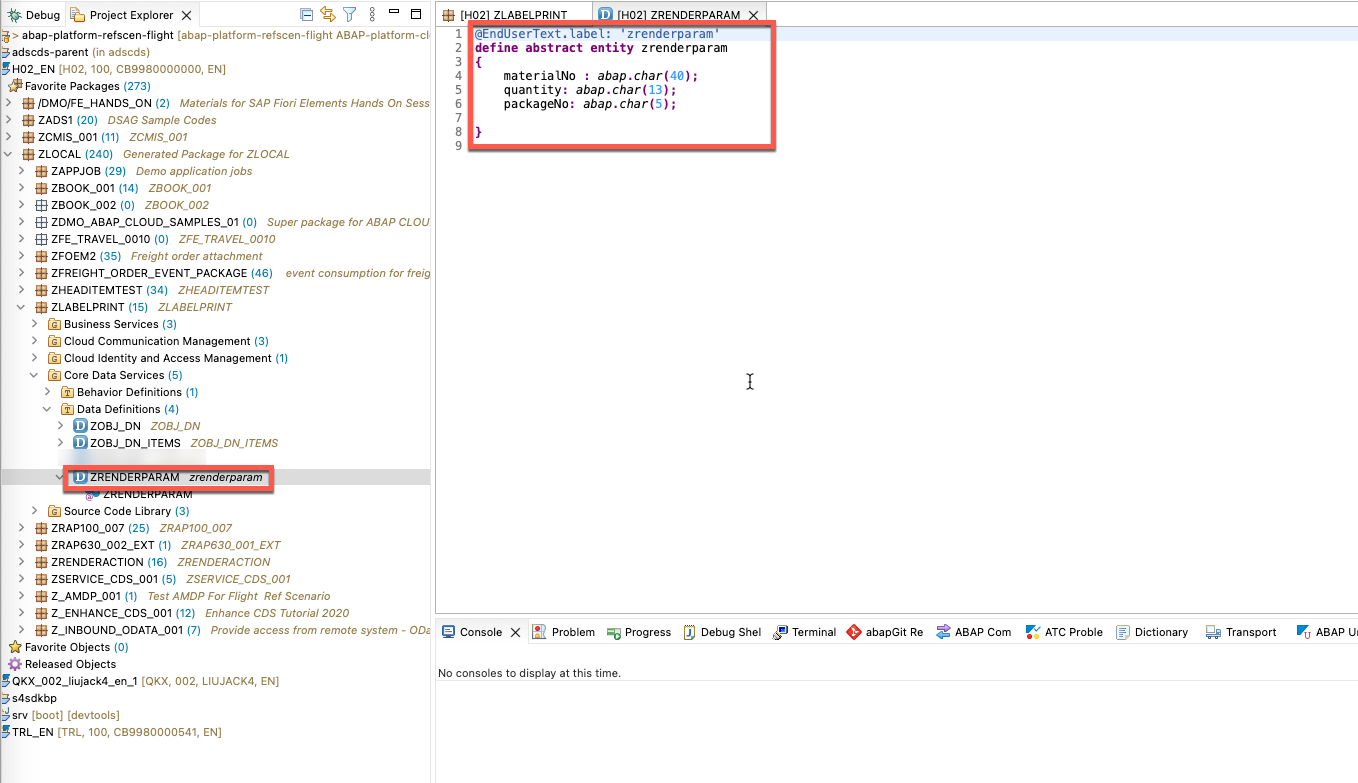 Debug Project Explorer
> abap-platform-refscen-flight [abap-platform-refscen-flight ABAP-platform-cl
adscds-parent (in adscds)
H02_EN [H02, 100, CB9980000000, EN]
Favorite Packages (273)
/DMO/FE_HANDS_ON (2) Materials for SAP Fiori Elements Hands On Sess
ZADS1 (20) DSAG Sample Codes
ZCMIS_001 (11) ZCMIS_001
ZLOCAL (240) Generated Package for ZLOCAL
ZAPPJOB (29) Demo application jobs
ZBOOK_001 (14) ZBOOK_001
ZBOOK_002 (0) ZBOOK_002
ZDMO_ABAP_CLOUD_SAMPLES_01 (0) Super package for ABAP CLOU
ZFE_TRAVEL_0010 (0) ZFE_TRAVEL_0010
ZFOEM2 (35) Freight order attachment
ZFREIGHT_ORDER_EVENT_PACKAGE (46) event consumption for freig
ZHEADITEMTEST (34) ZHEADITEMTEST
ZLABELPRINT (15) ZLABELPRINT
Business Services (3)
Cloud Communication Management (3)
Cloud Identity and Access Management (1)
Core Data Services (5)
Behavior Definitions (1)
Data Definitions (4)
ZOBJ_DN ZOBJ_DN
ZOBJ_DN_ITEMS ZOBJ_DN_ITEMS
ZRENDERPARAM zrenderparam
ZRENDERPARAM
Source Code Library (3)
ZRAP100_007 (25) ZRAP100_007
ZRAP630_002_EXT (1) ZRAP630_001_EXT
ZRENDERACTION (16) ZRENDERACTION
ZSERVICE_CDS_001 (5) ZSERVICE_CDS_001
Z_AMDP_001 (1) Test AMDP For Flight Ref Scenario
Z_ENHANCE_CDS_001 (12) Enhance CDS Tutorial 2020
Z_INBOUND_ODATA_001 (7) Provide access from remote system - ODa
Favorite Objects (0)
Released Objects
QKX_002_liujack4_en_1 [QKX, 002, LIUJACK4, EN]
s4sdkbp
srv [boot] [devtools]
TRL_EN [TRL, 100, CB9980000541, EN]
[H02] ZLABELPRINT [H02] ZRENDERPARAM
1 @EndUserText.label: 'zrenderparam'
2 define abstract entity zrenderparam
3 {
4 materialNo : abap.char(40);
5 quantity: abap.char(13);
6 packageNo: abap.char(5);
7
8 }
9
Console Problem Progress Debug Shel Terminal abapGit Re ABAP Com ATC Proble Dictionary Transport ABAP Un
No consoles to display at this time.